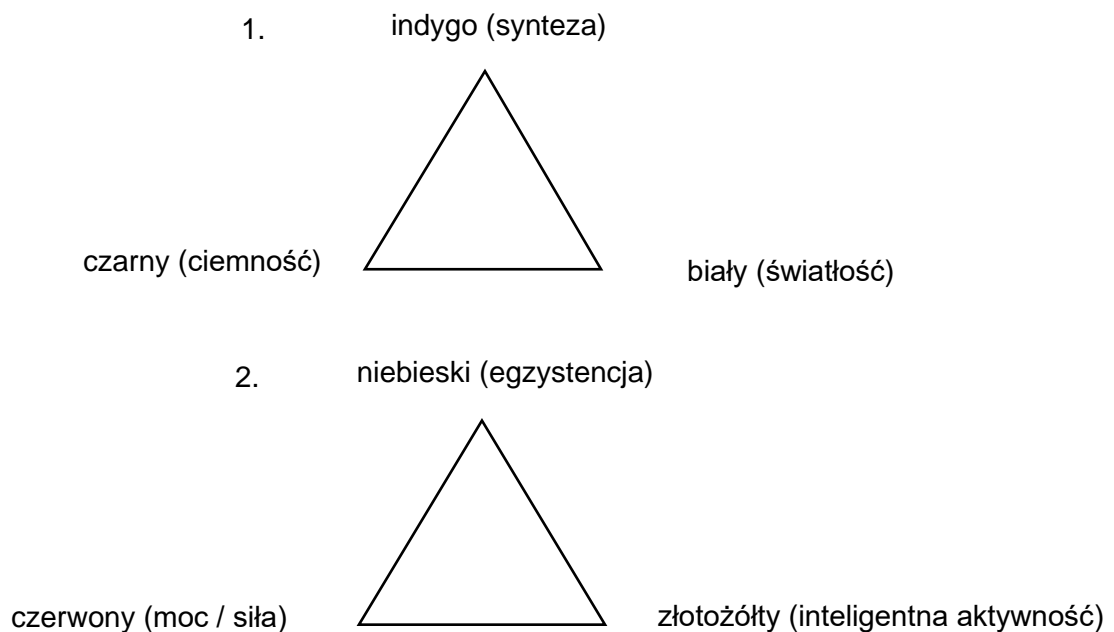 1. indygo (synteza)
czarny (ciemność)
biały (światłość)
2. niebieski (egzystencja)
czerwony (moc / siła)
złotożółty (inteligentna aktywność)